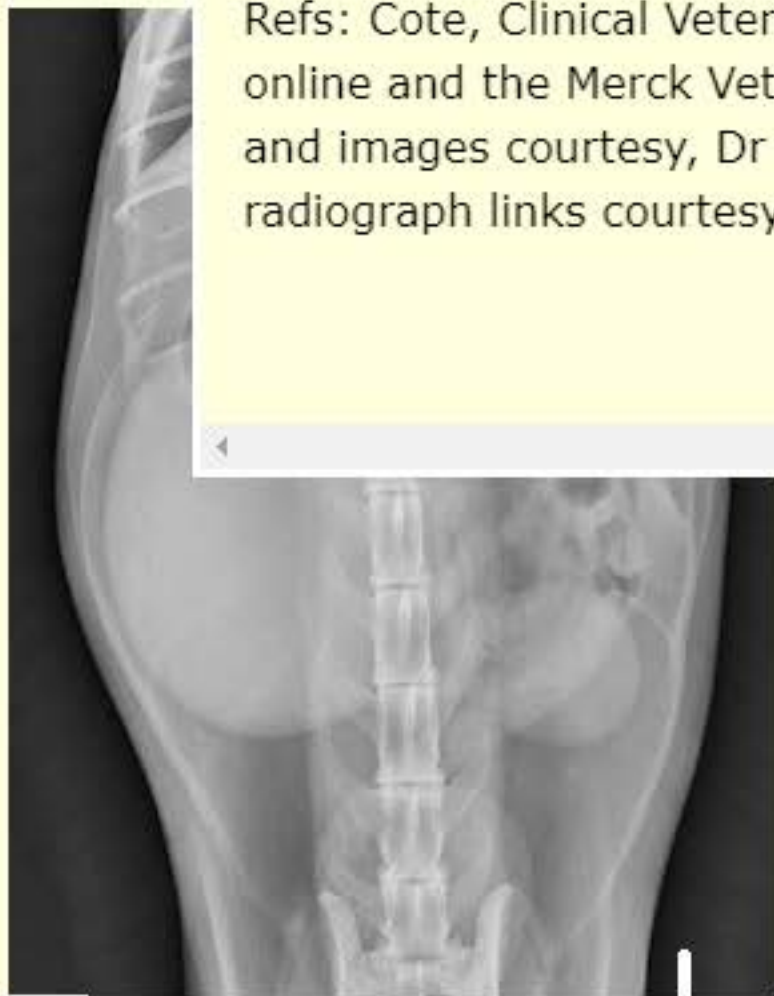 Refs: Cote, Clinical Veter
online and the Merck Vet
and images courtesy, Dr
radiograph links courtesy